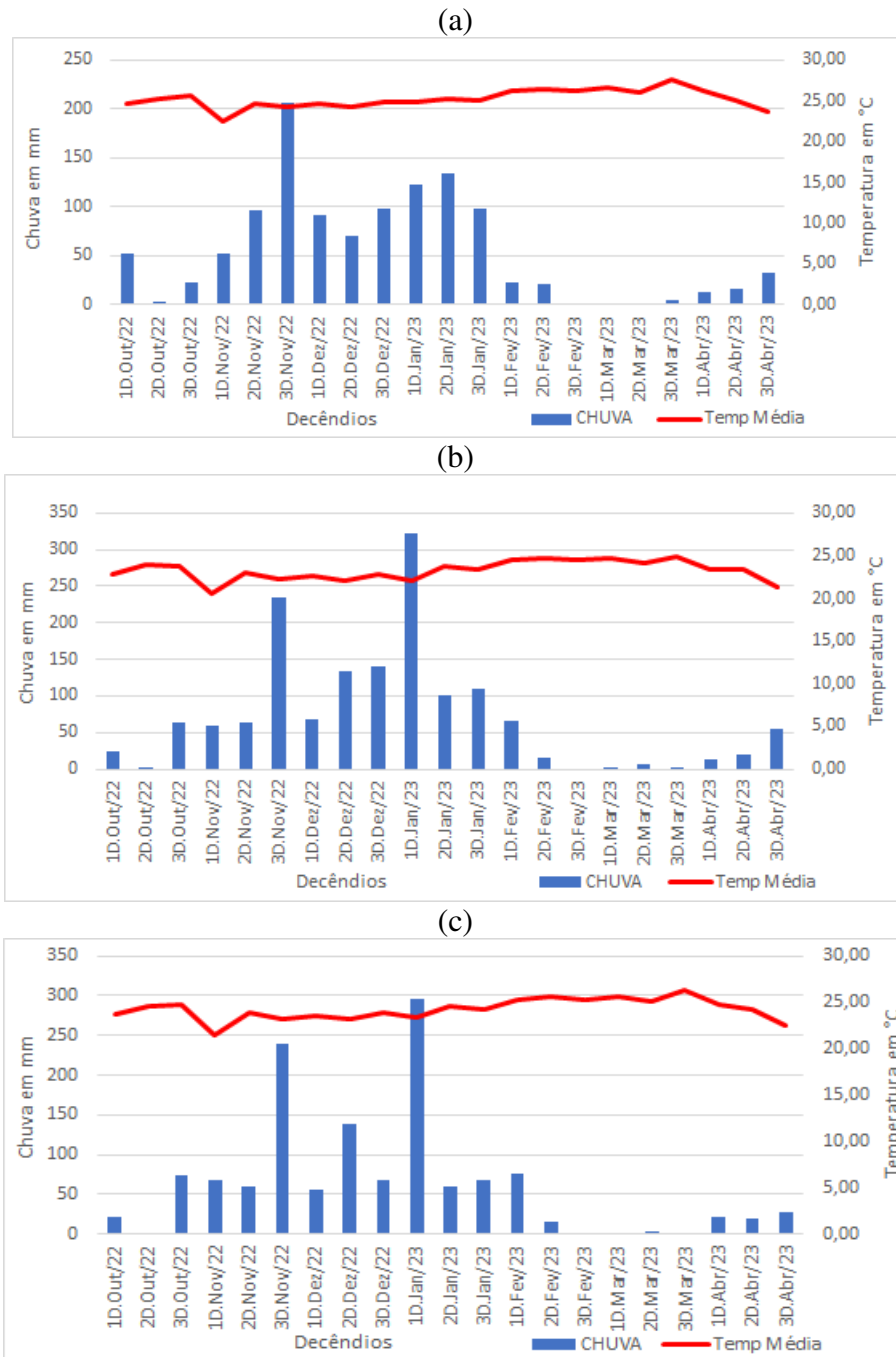 (a)
250
200
150
100
50
0
Chuva em mm
30,00
25,00
20,00
15,00
10,00
5,00
0,00
Temperatura em °C
1D.Out/22
2D.Out/22
3D.Out/22
1D.Nov/22
2D.Nov/22
3D.Nov/22
1D.Dez/22
2D.Dez/22
3D.Dez/22
1D.Jan/23
2D.Jan/23
3D.Jan/23
1D.Fev/23
2D.Fev/23
3D.Fev/23
1D.Mar/23
2D.Mar/23
3D.Mar/23
1D.Abr/23
2D.Abr/23
3D.Abr/23
Decêndios
CHUVA
Temp Média
(b)
350
300
250
200
150
100
50
0
Chuva em mm
30,00
25,00
20,00
15,00
10,00
5,00
0,00
Temperatura em °C
1D.Out/22
2D.Out/22
3D.Out/22
1D.Nov/22
2D.Nov/22
3D.Nov/22
1D.Dez/22
2D.Dez/22
3D.Dez/22
1D.Jan/23
2D.Jan/23
3D.Jan/23
1D.Fev/23
2D.Fev/23
3D.Fev/23
1D.Mar/23
2D.Mar/23
3D.Mar/23
1D.Abr/23
2D.Abr/23
3D.Abr/23
Decêndios
CHUVA
Temp Média
(c)
350
300
250
200
150
100
50
0
Chuva em mm
30,00
25,00
20,00
15,00
10,00
5,00
0,00
Temperatura em °C
1D.Out/22
2D.Out/22
3D.Out/22
1D.Nov/22
2D.Nov/22
3D.Nov/22
1D.Dez/22
2D.Dez/22
3D.Dez/22
1D.Jan/23
2D.Jan/23
3D.Jan/23
1D.Fev/23
2D.Fev/23
3D.Fev/23
1D.Mar/23
2D.Mar/23
3D.Mar/23
1D.Abr/23
2D.Abr/23
3D.Abr/23
Decêndios
CHUVA
Temp Média